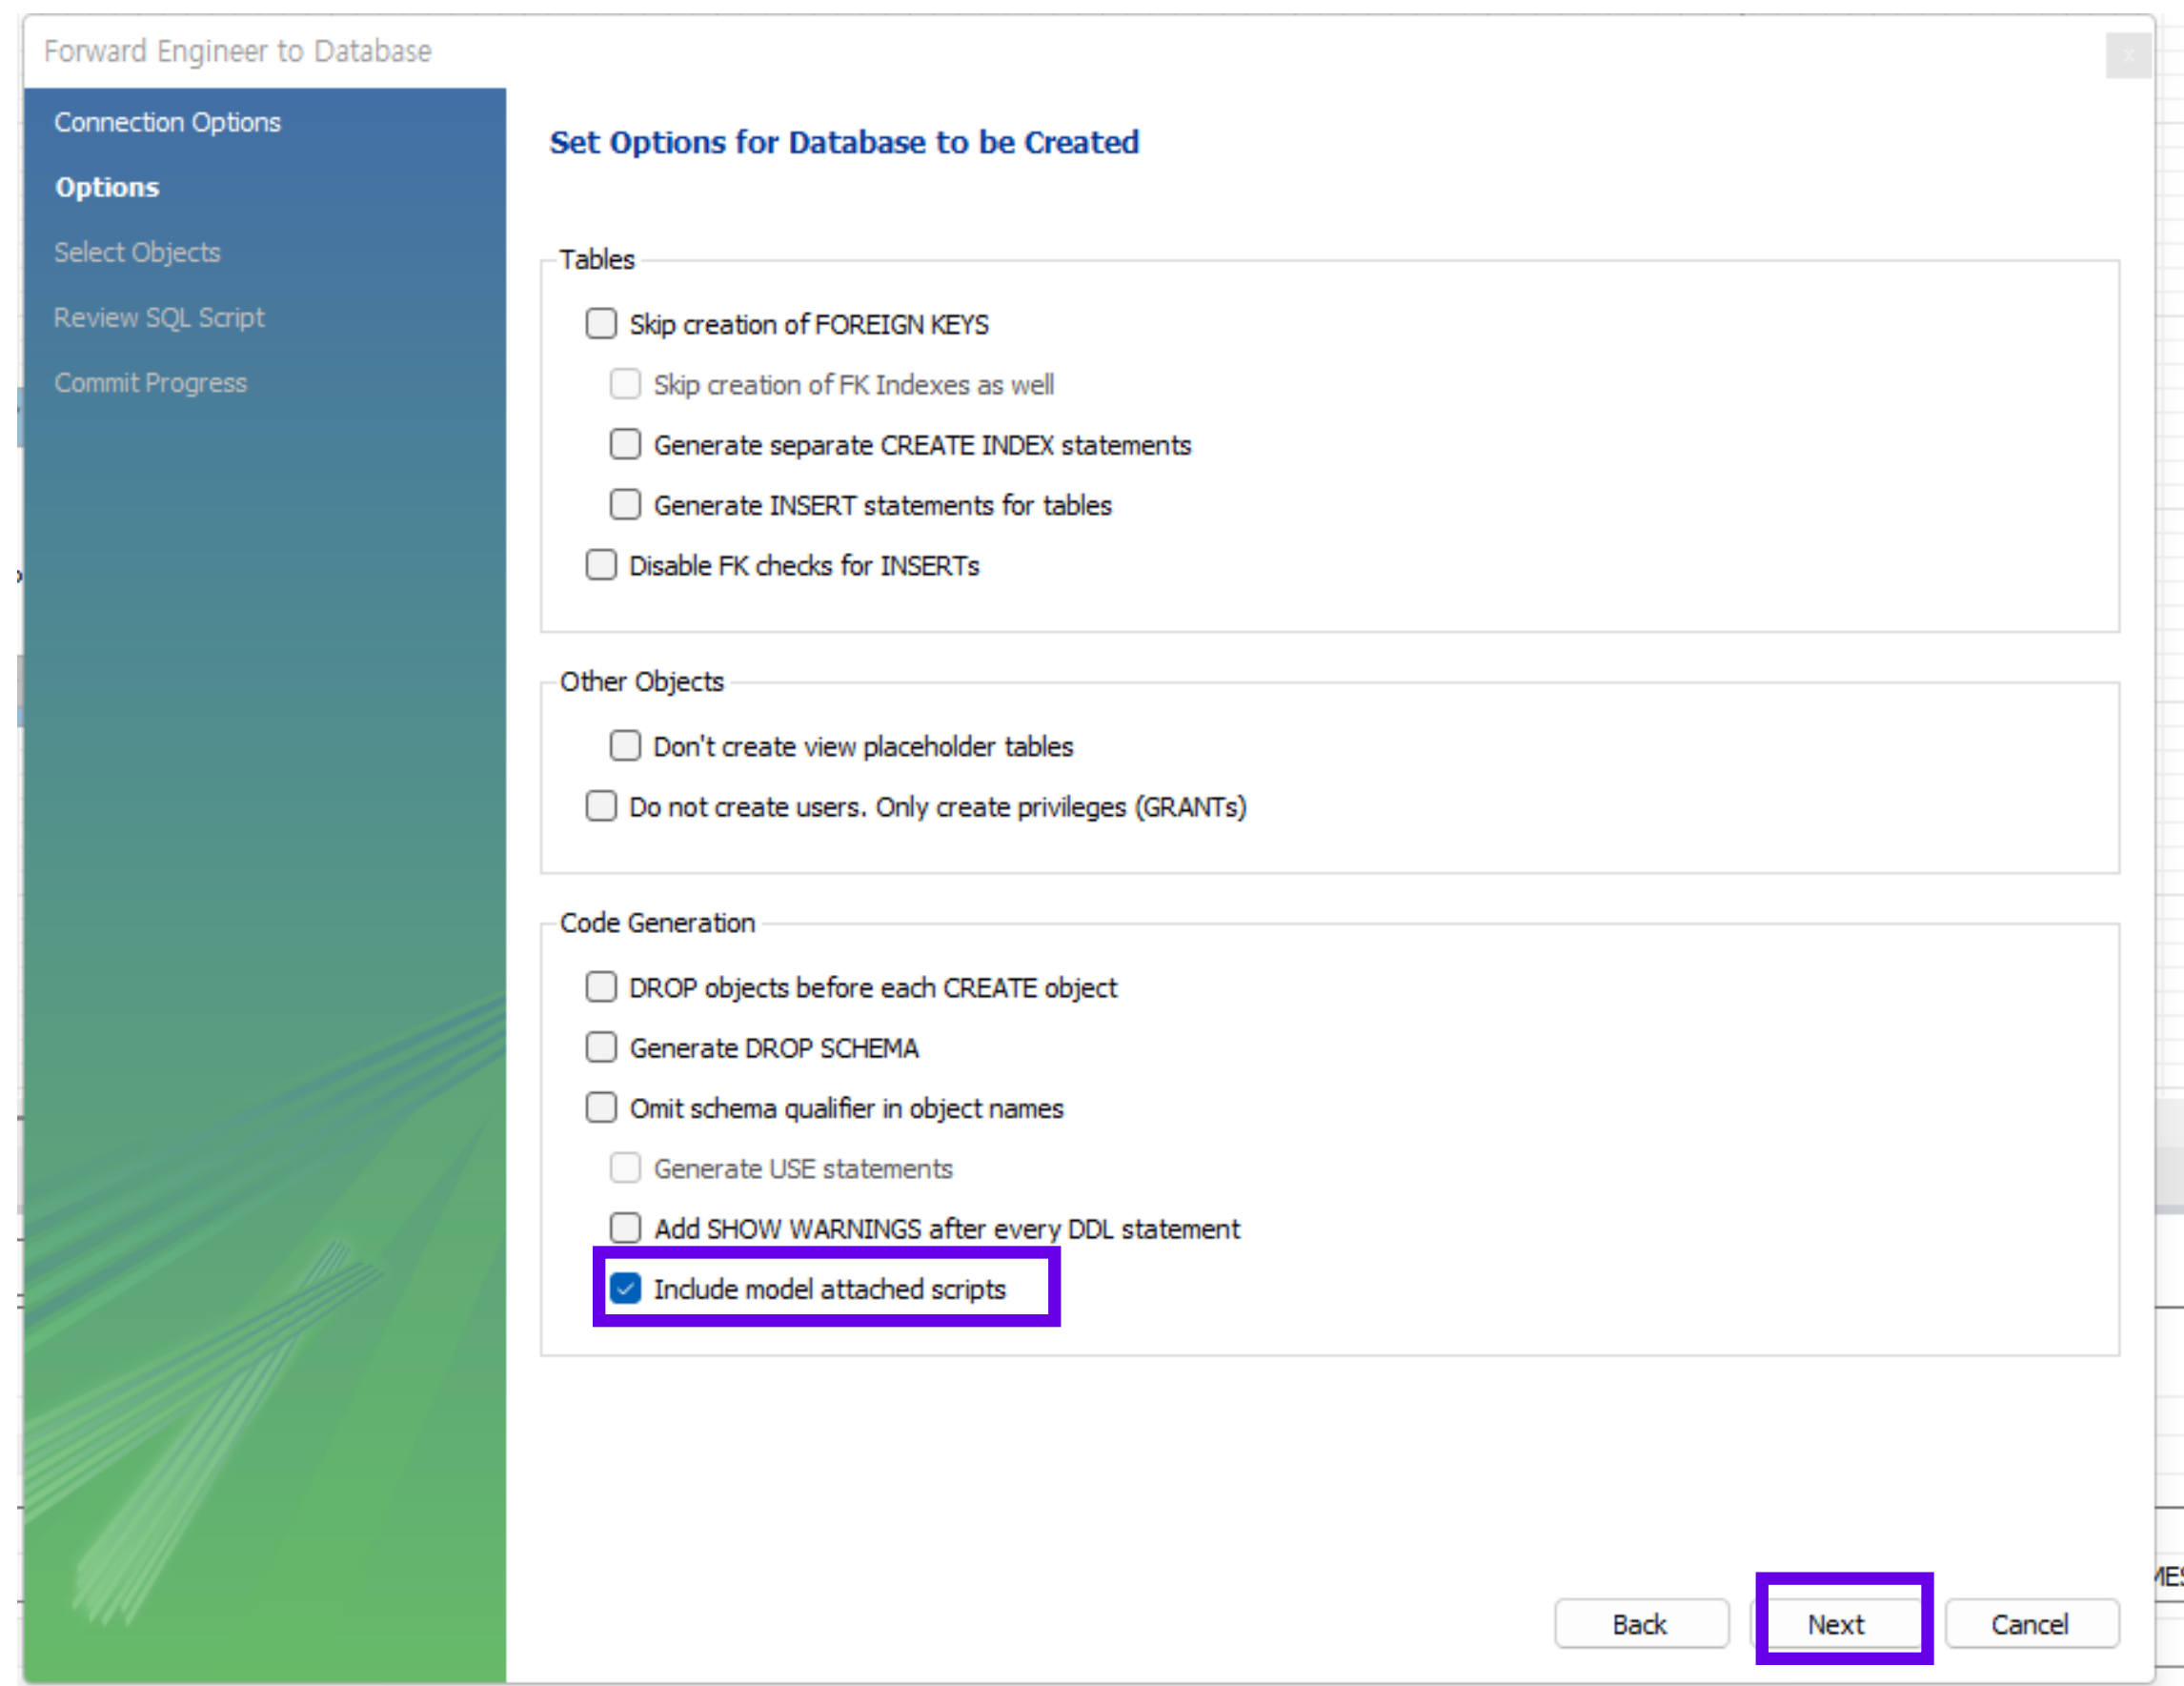 Forward Engineer to Database
x
Connection Options
Options
Select Objects
Review SQL Script
Commit Progress
Set Options for Database to be Created
Tables
Skip creation of FOREIGN KEYS
Skip creation of FK Indexes as well
Generate separate CREATE INDEX statements
Generate INSERT statements for tables
Disable FK checks for INSERTs
Other Objects
Don't create view placeholder tables
Do not create users. Only create privileges (GRANTs)
Code Generation
DROP objects before each CREATE object
Generate DROP SCHEMA
Omit schema qualifier in object names
Generate USE statements
Add SHOW WARNINGS after every DDL statement
Include model attached scripts
Back
Next
Cancel